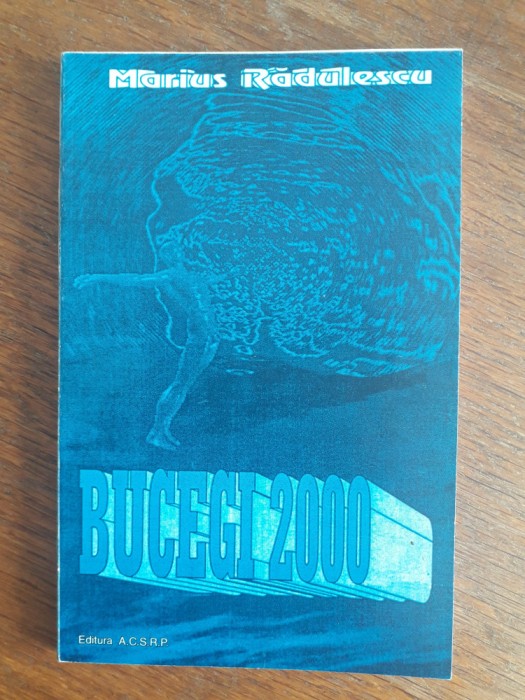 Marius Rădulescu
BUCEGI 2000
Editura A.C.S.R.P.